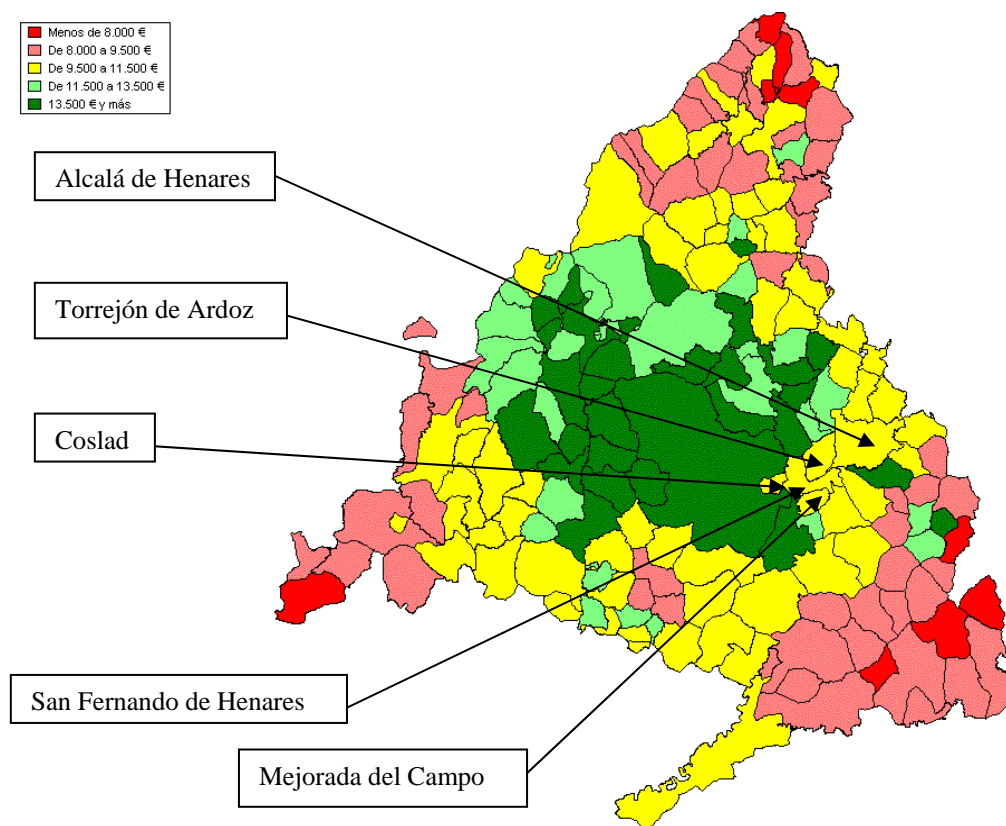 Menos de 8.000 €
De 8.000 a 9.500 €
De 9.500 a 11.500 €
De 11.500 a 13.500 €
13.500 € y más
Alcalá de Henares
Torrejón de Ardoz
Coslad
San Fernando de Henares
Mejorada del Campo